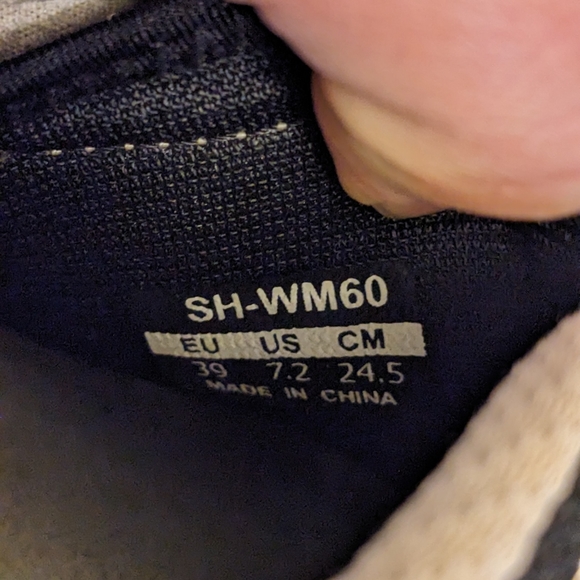 SH-WM60
EU US CM
39 7.2 24.5
MADE IN CHINA